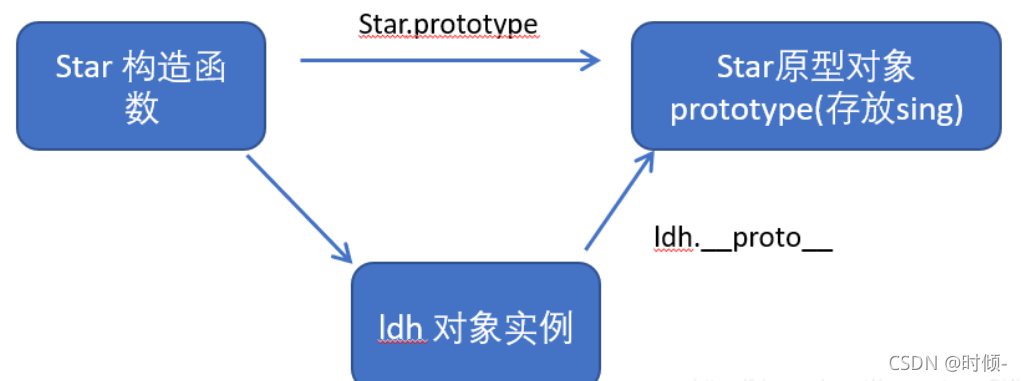 Star.prototype
Star 构造函
数
Star原型对象
prototype(存放sing)
ldh.__proto__
ldh 对象实例
CSDN @时倾-